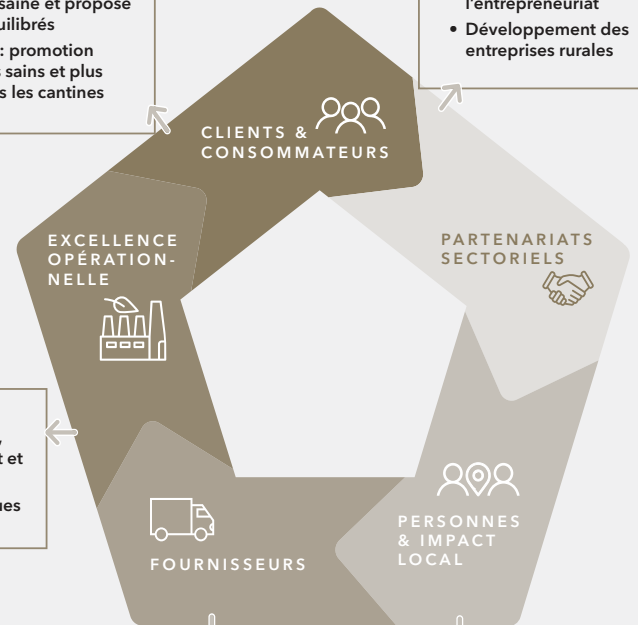 saine et propose
uilibrés
: promotion
s sains et plus
s les cantines
l'entrepreneuriat
• Développement des
entreprises rurales
CLIENTS &
CONSOMMATEURS
EXCELLENCE
OPÉRATION-
NELLE
PARTENARIATS
SECTORIELS
t et
ues
PERSONNES
& IMPACT
LOCAL
FOURNISSEURS